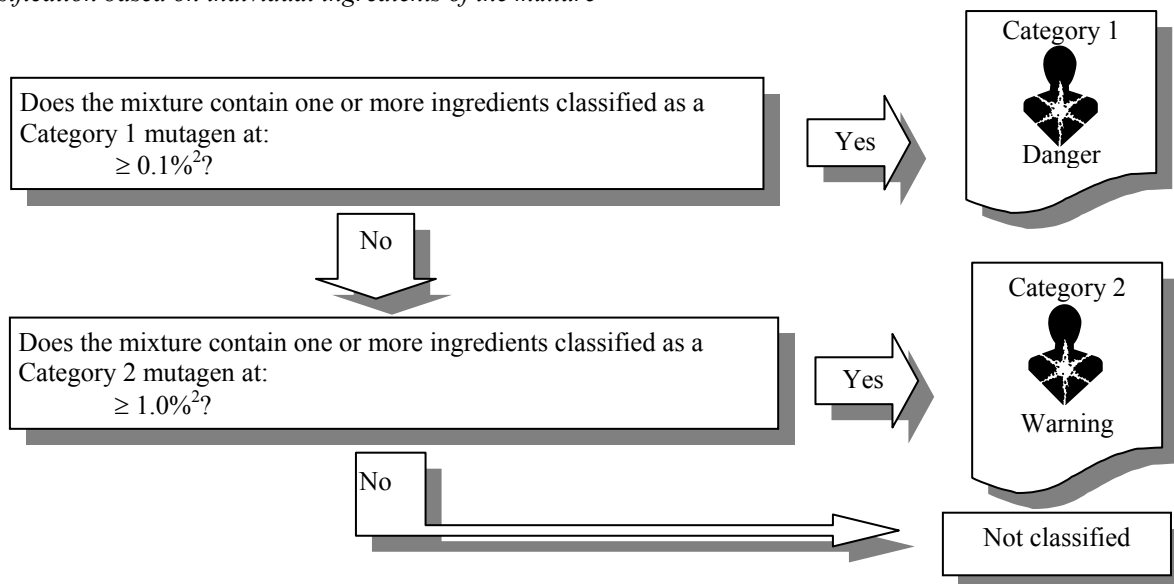 Category 1
Danger
Does the mixture contain one or more ingredients classified as a
Category 1 mutagen at:
≥ 0.1%²?
Yes
No
Category 2
Warning
Does the mixture contain one or more ingredients classified as a
Category 2 mutagen at:
≥ 1.0%²?
Yes
No
Not classified